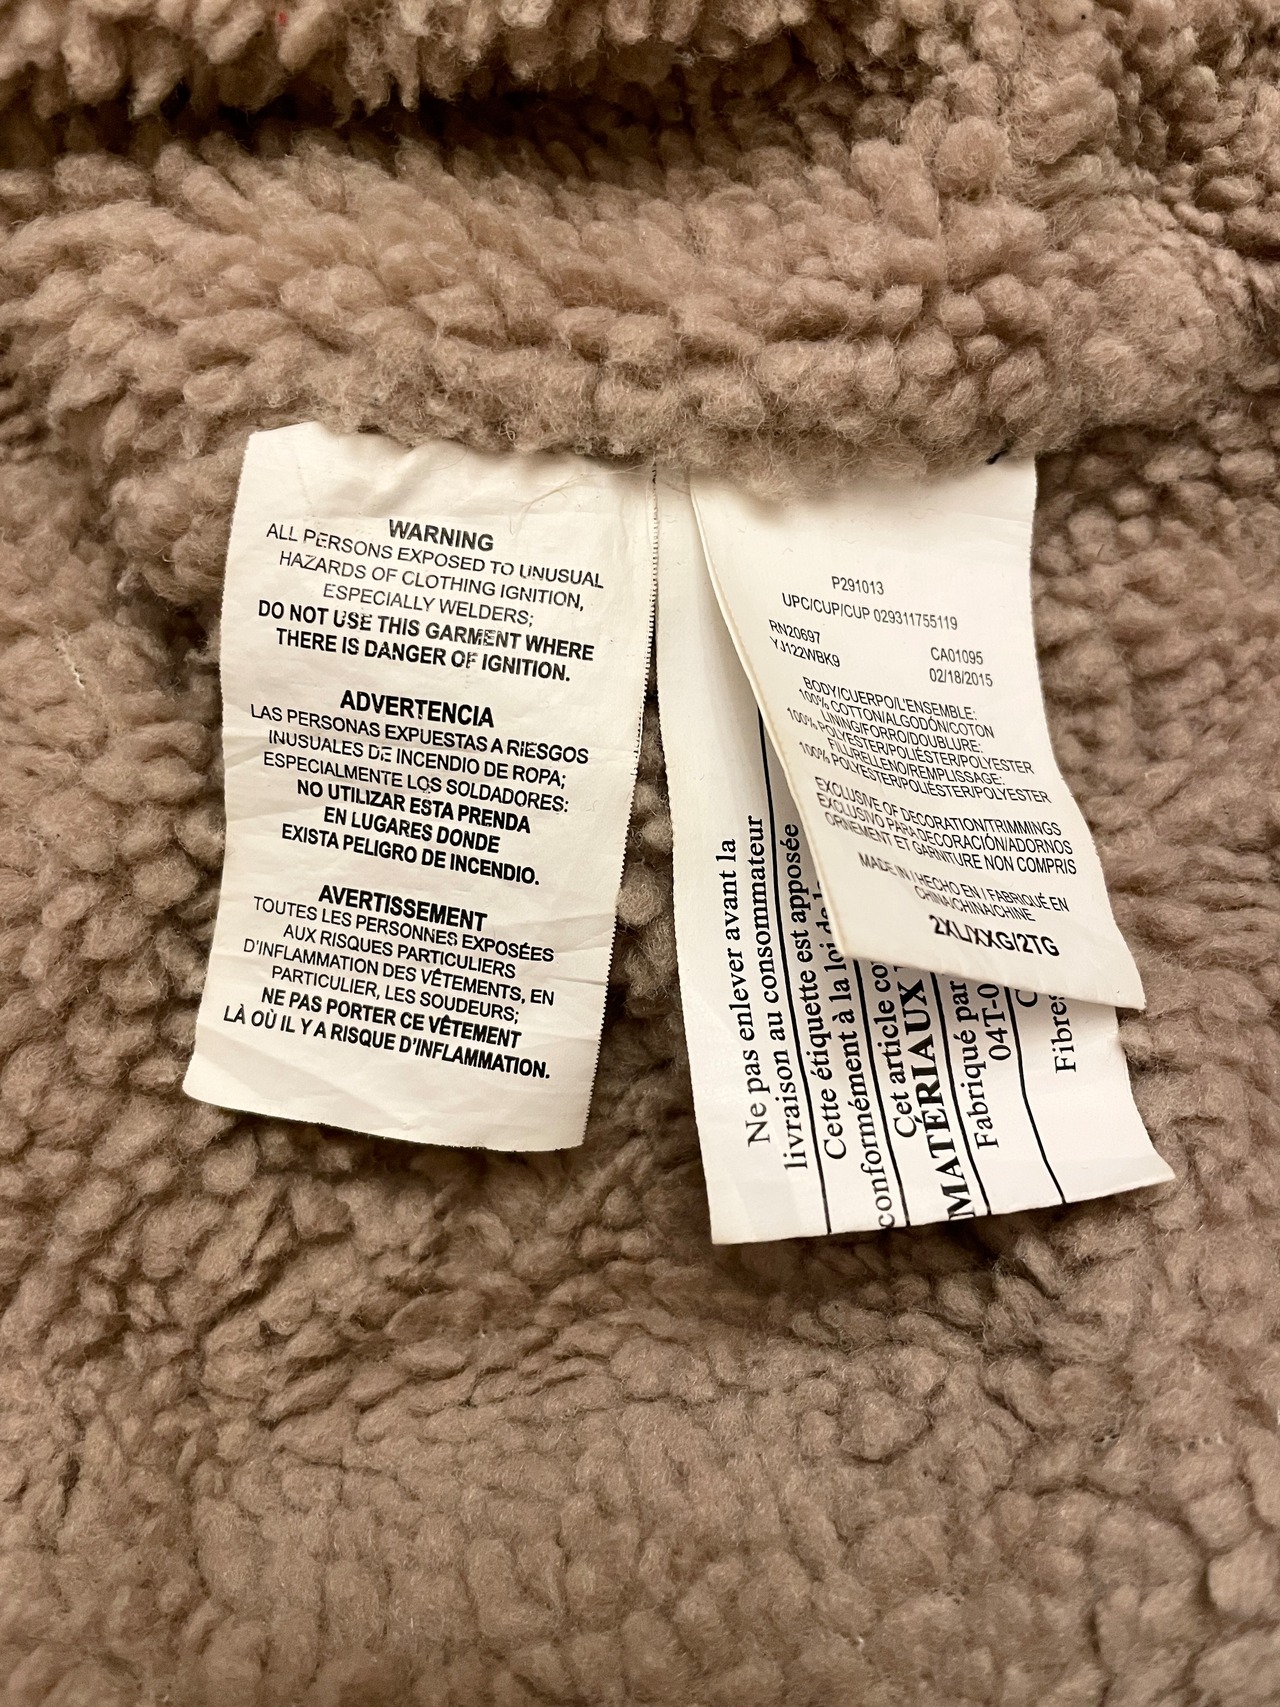 WARNING
ALL PERSONS EXPOSED TO UNUSUAL
HAZARDS OF CLOTHING IGNITION,
ESPECIALLY WELDERS;
DO NOT USE THIS GARMENT WHERE
THERE IS DANGER OF IGNITION.
ADVERTENCIA
LAS PERSONAS EXPUESTAS A RIESGOS
INUSUALES DE INCENDIO DE ROPA;
ESPECIALMENTE LOS SOLDADORES:
NO UTILIZAR ESTA PRENDA
EN LUGARES DONDE
EXISTA PELIGRO DE INCENDIO.
AVERTISSEMENT
TOUTES LES PERSONNES EXPOSÉES
AUX RISQUES PARTICULIERS
D'INFLAMMATION DES VÊTEMENTS, EN
PARTICULIER, LES SOUDEURS;
NE PAS PORTER CE VÊTEMENT
LÀ OÙ IL Y A RISQUE D'INFLAMMATION.
P291013
UPC/CUP/CUP 029311755119
RN20697 CA01095
YJ122WBK9 02/18/2015
BODY/CUERPO/L'ENSEMBLE:
100% COTTON/ALGODÓN/COTON
LINING/FORRO/DOUBLURE:
100% POLYESTER/POLIÉSTER/POLYESTER
FILL/RELLENO/REMPLISSAGE:
100% POLYESTER/POLIÉSTER/POLYESTER
EXCLUSIVE OF DECORATION/TRIMMINGS
EXCLUSIVO PARA DECORACIÓN/ADORNOS
ORNEMENT ET GARNITURE NON COMPRIS
MADE IN / HECHO EN / FABRIQUÉ EN
CHINA/CHINA/CHINE
2XL/XXG/2TG
Ne pas enlever avant la
livraison au consommateur
Cette étiquette est apposée
conformément à la loi de
Cet article
MATÉRIAUX
Fabriqué par
04T-0
C
Fibres